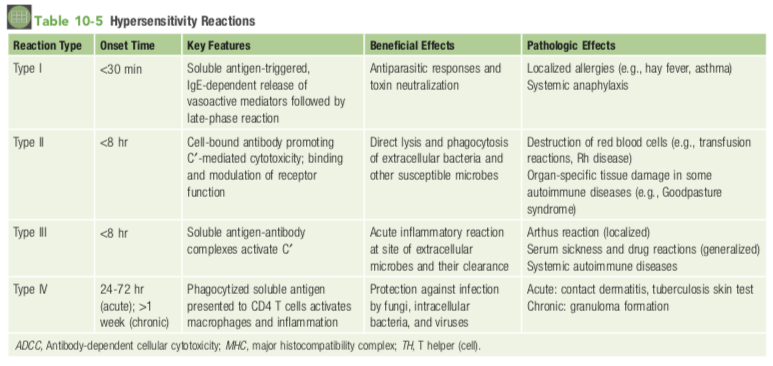 Table 10-5 Hypersensitivity Reactions
Reaction Type Onset Time Key Features Beneficial Effects Pathologic Effects
Type I <30 min Soluble antigen-triggered, Antiparasitic responses and Localized allergies (e.g., hay fever, asthma)
IgE-dependent release of toxin neutralization Systemic anaphylaxis
vasoactive mediators followed by
late-phase reaction
Type II <8 hr Cell-bound antibody promoting Direct lysis and phagocytosis Destruction of red blood cells (e.g., transfusion
C′-mediated cytotoxicity; binding of extracellular bacteria and reactions, Rh disease)
and modulation of receptor other susceptible microbes Organ-specific tissue damage in some
function autoimmune diseases (e.g., Goodpasture
syndrome)
Type III <8 hr Soluble antigen-antibody Acute inflammatory reaction Arthus reaction (localized)
complexes activate C′ at site of extracellular Serum sickness and drug reactions (generalized)
microbes and their clearance Systemic autoimmune diseases
Type IV 24-72 hr Phagocytized soluble antigen Protection against infection Acute: contact dermatitis, tuberculosis skin test
(acute); >1 presented to CD4 T cells activates by fungi, intracellular Chronic: granuloma formation
week (chronic) macrophages and inflammation bacteria, and viruses
ADCC, Antibody-dependent cellular cytotoxicity; MHC, major histocompatibility complex; TH, T helper (cell).